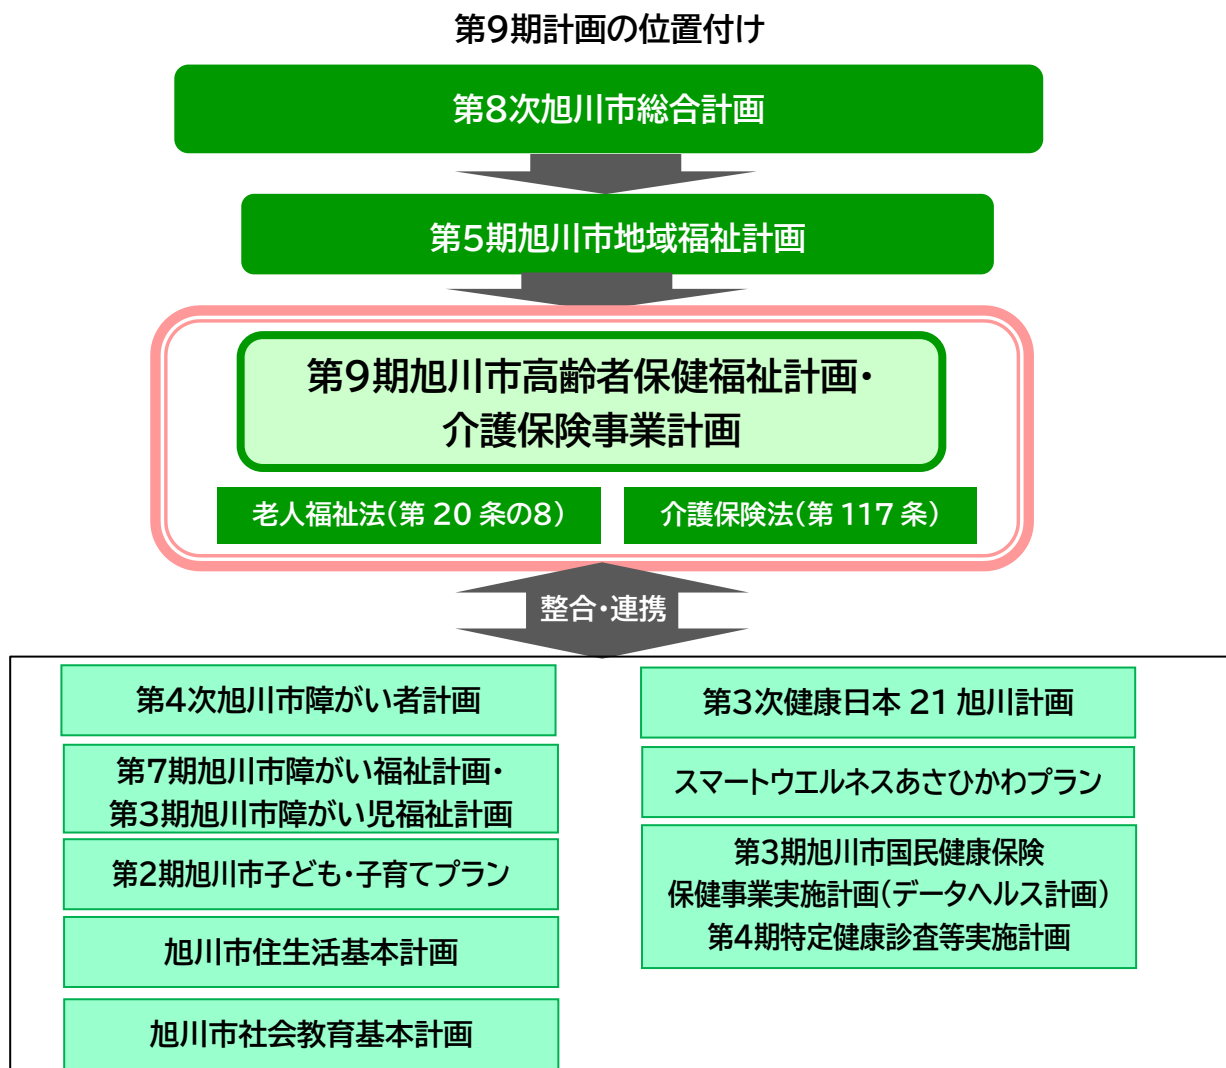 第9期計画の位置付け
第8次旭川市総合計画
第5期旭川市地域福祉計画
第9期旭川市高齢者保健福祉計画・
介護保険事業計画
老人福祉法(第 20 条の8)
介護保険法(第 117 条)
整合・連携
第4次旭川市障がい者計画
第7期旭川市障がい福祉計画・
第3期旭川市障がい児福祉計画
第2期旭川市子ども・子育てプラン
旭川市住生活基本計画
旭川市社会教育基本計画
第3次健康日本 21 旭川計画
スマートウエルネスあさひかわプラン
第3期旭川市国民健康保険
保健事業実施計画(データヘルス計画)
第4期特定健康診査等実施計画